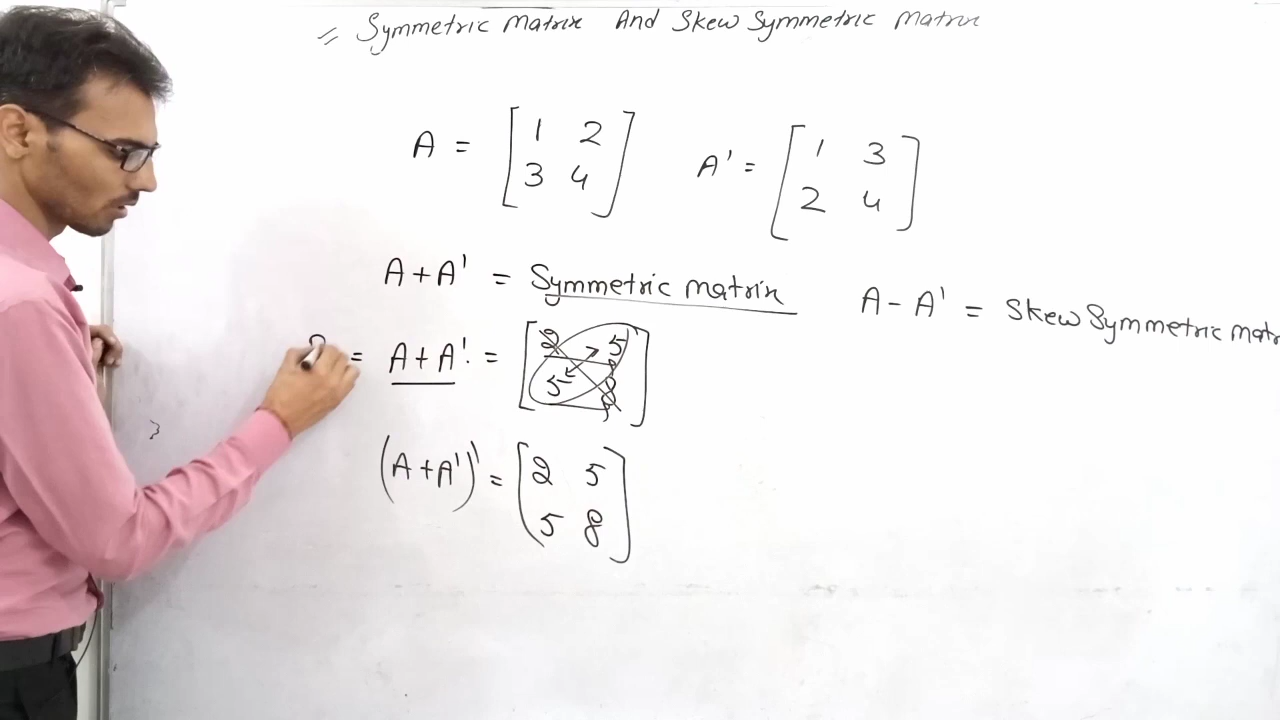 = Symmetric Matrix And Skew Symmetric Matrix
A = [1 2 3 4] A' = [1 3 2 4]
A + A' = Symmetric matrix A - A' = Skew Symmetric mat
= A + A' = [2 5 5 8]
(A + A')' = [2 5 5 8]